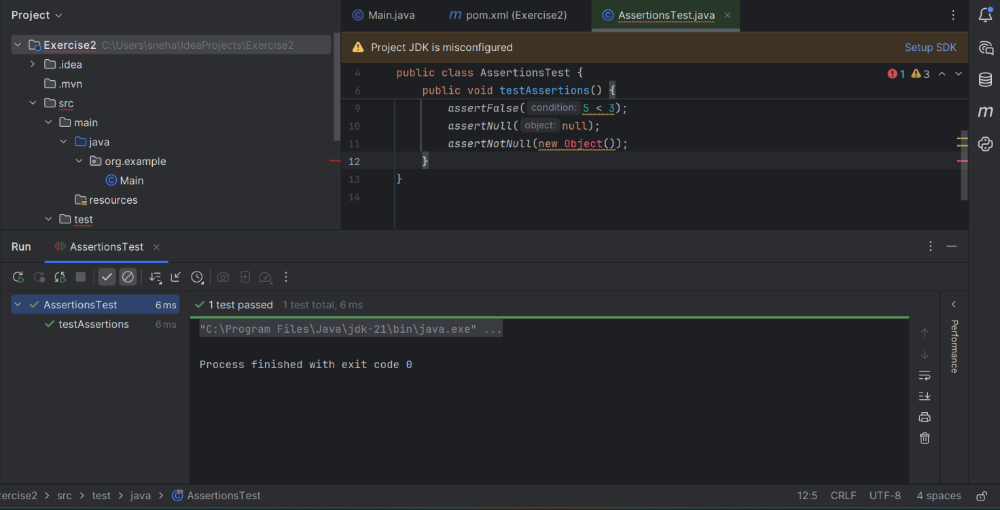 Project
Main.java
pom.xml (Exercise2)
AssertionsTest.java
Exercise2 C:\Users\sneha\IdeaProjects\Exercise2
.idea
.mvn
src
main
java
org.example
Main
resources
test
Project JDK is misconfigured
Setup SDK
4 public class AssertionsTest {
1 3
6 public void testAssertions() {
9 assertFalse( condition: 5 < 3);
10 assertNull( object: null);
11 assertNotNull(new Object());
12 }
13 }
14
Run
AssertionsTest
AssertionsTest 6 ms
testAssertions 6 ms
1 test passed 1 test total, 6 ms
"C:\Program Files\Java\jdk-21\bin\java.exe" ...
Process finished with exit code 0
Performance
ercise2 > src > test > java > AssertionsTest
12:5 CRLF UTF-8 4 spaces